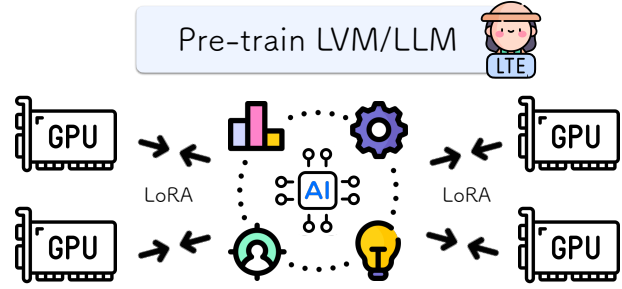 Pre-train LVM/LLM
LTE
GPU
GPU
AI
LoRA
LoRA
GPU
GPU